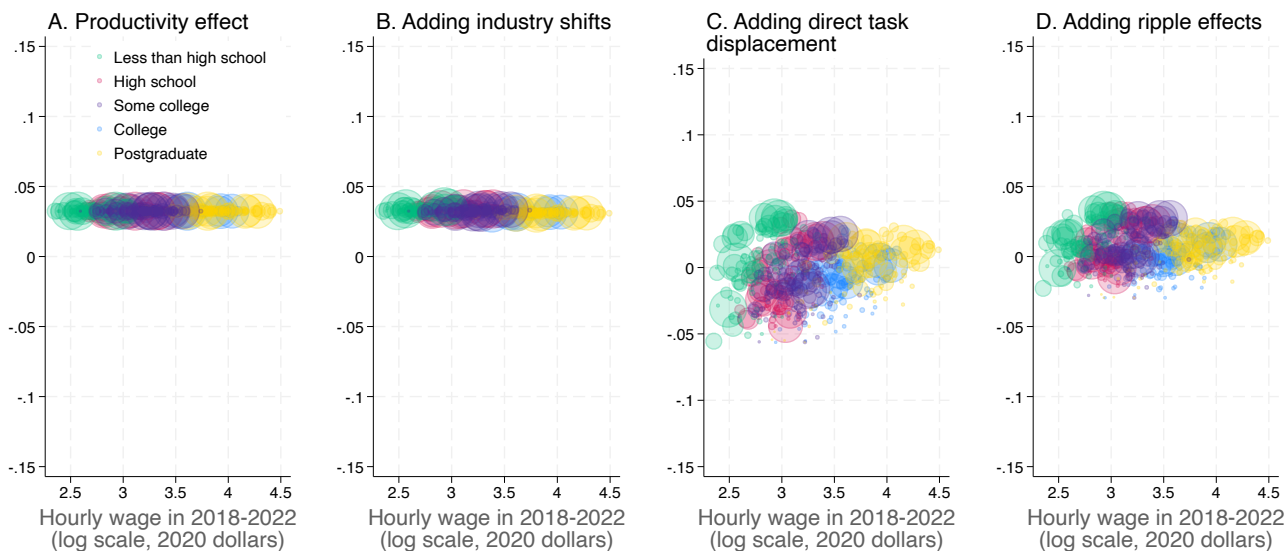 A. Productivity effect
.15
.1
.05
0
-.05
-.1
-.15
Less than high school
High school
Some college
College
Postgraduate
2.5 3 3.5 4 4.5
Hourly wage in 2018-2022
(log scale, 2020 dollars)
B. Adding industry shifts
.15
.1
.05
0
-.05
-.1
-.15
2.5 3 3.5 4 4.5
Hourly wage in 2018-2022
(log scale, 2020 dollars)
C. Adding direct task
displacement
.15
.1
.05
0
-.05
-.1
-.15
2.5 3 3.5 4 4.5
Hourly wage in 2018-2022
(log scale, 2020 dollars)
D. Adding ripple effects
.15
.1
.05
0
-.05
-.1
-.15
2.5 3 3.5 4 4.5
Hourly wage in 2018-2022
(log scale, 2020 dollars)